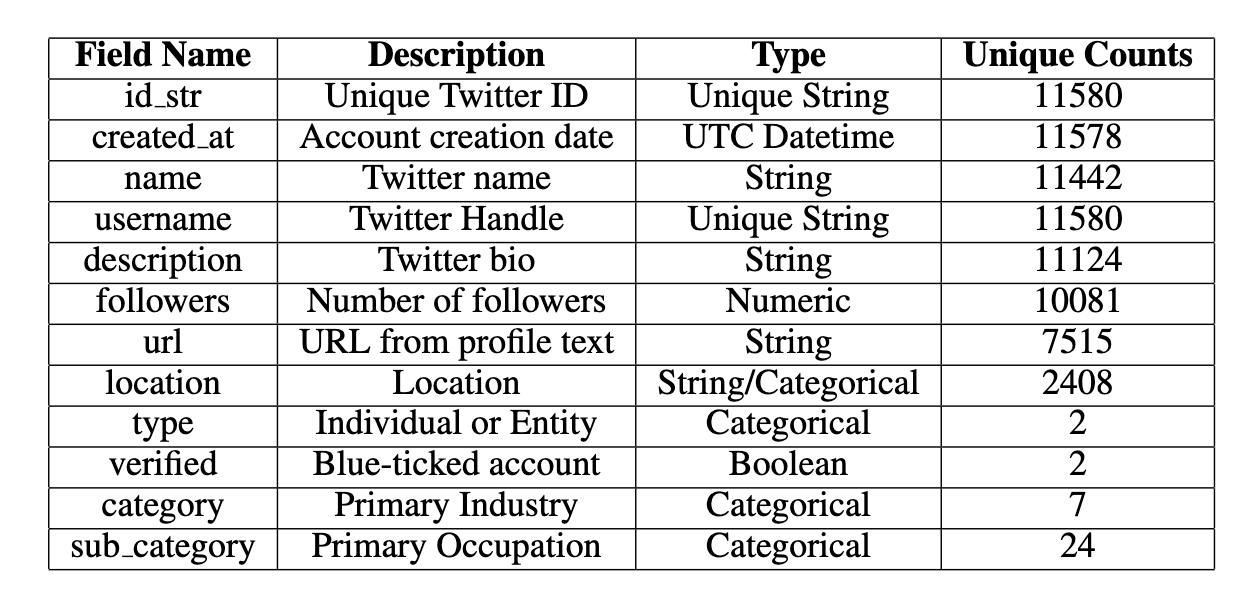 Field Name Description Type Unique Counts
id_str Unique Twitter ID Unique String 11580
created_at Account creation date UTC Datetime 11578
name Twitter name String 11442
username Twitter Handle Unique String 11580
description Twitter bio String 11124
followers Number of followers Numeric 10081
url URL from profile text String 7515
location Location String/Categorical 2408
type Individual or Entity Categorical 2
verified Blue-ticked account Boolean 2
category Primary Industry Categorical 7
sub_category Primary Occupation Categorical 24